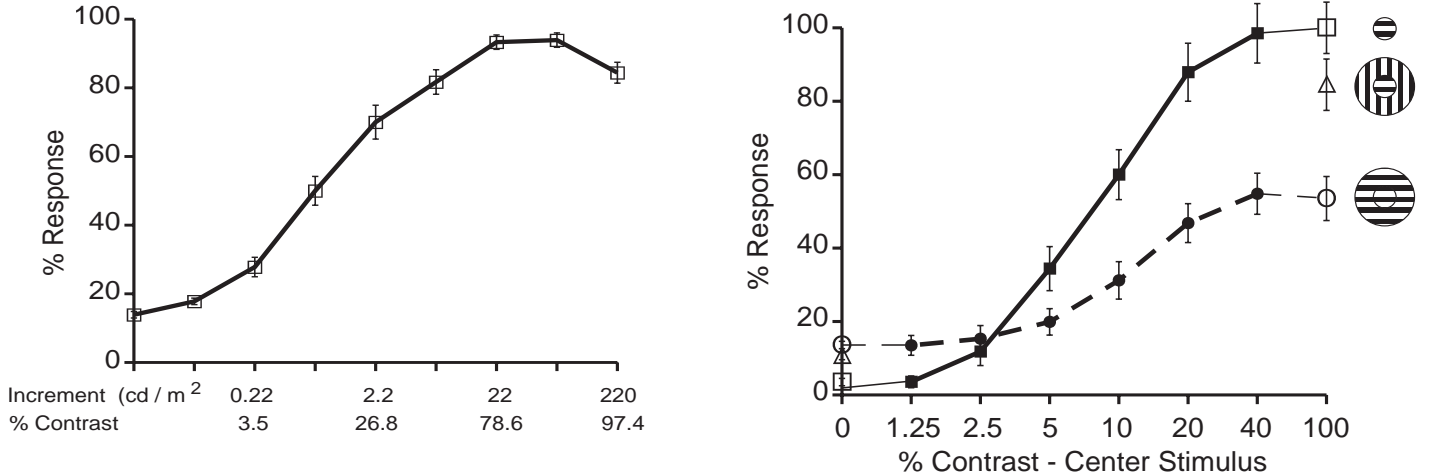 100
80
60
40
20
0
% Response
Increment (cd / m 2 0.22 2.2 22 220
% Contrast 3.5 26.8 78.6 97.4
100
80
60
40
20
0
% Response
0 1.25 2.5 5 10 20 40 100
% Contrast - Center Stimulus